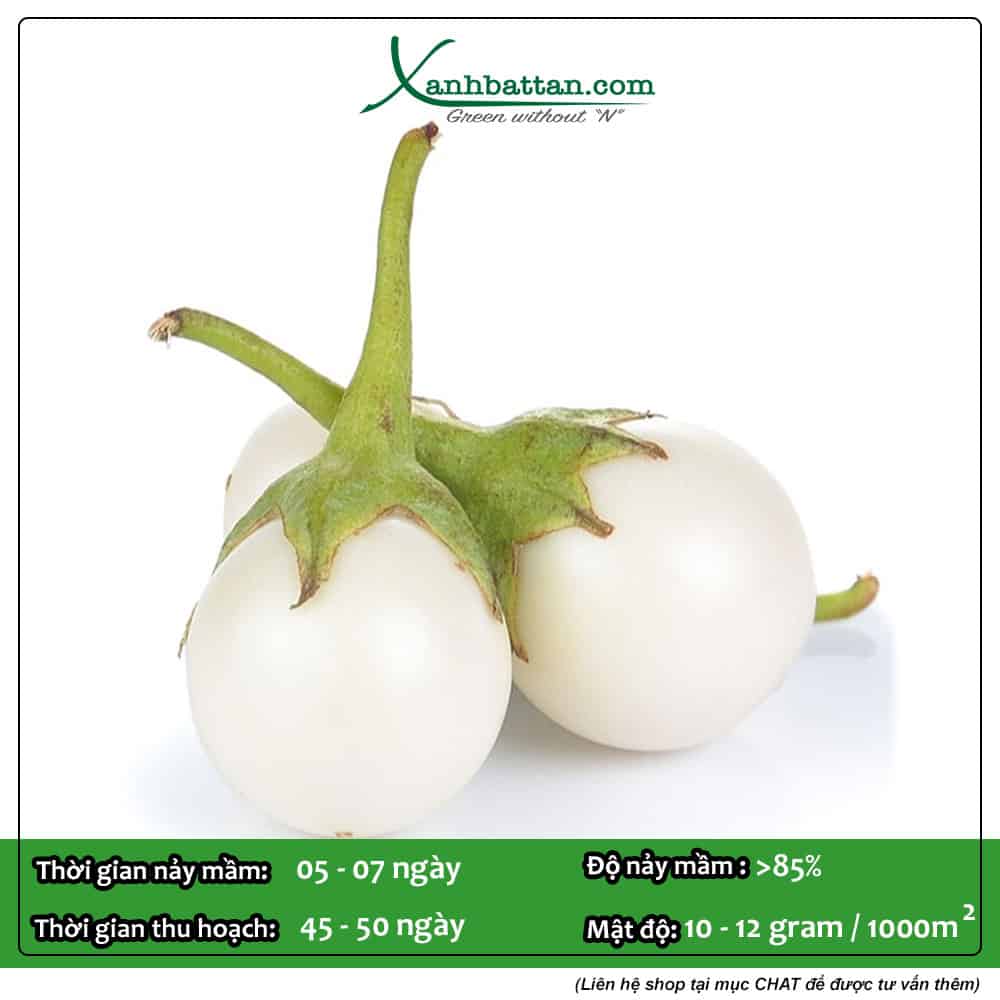 Xanhbattan.com
Green without "N"
Thời gian nảy mầm: 05 - 07 ngày
Độ nảy mầm : >85%
Thời gian thu hoạch: 45 - 50 ngày
Mật độ: 10 - 12 gram / 1000m²
(Liên hệ shop tại mục CHAT để được tư vấn thêm)